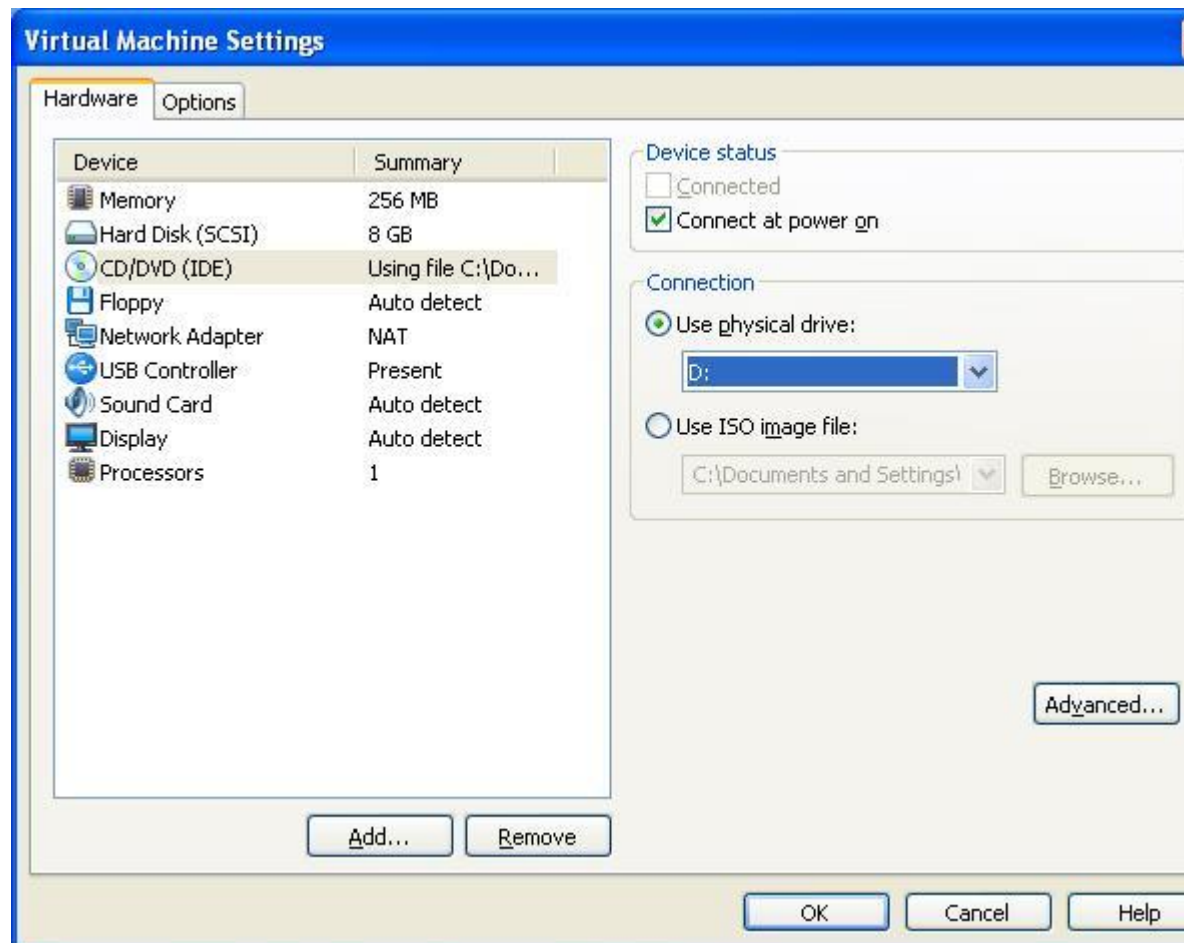 Virtual Machine Settings
Hardware Options
Device Summary
Memory 256 MB
Hard Disk (SCSI) 8 GB
CD/DVD (IDE) Using file C:\Do...
Floppy Auto detect
Network Adapter NAT
USB Controller Present
Sound Card Auto detect
Display Auto detect
Processors 1
Add... Remove
Device status
Connected
Connect at power on
Connection
Use physical drive:
D:
Use ISO image file:
C:\Documents and Settings\ Browse...
Advanced...
OK Cancel Help